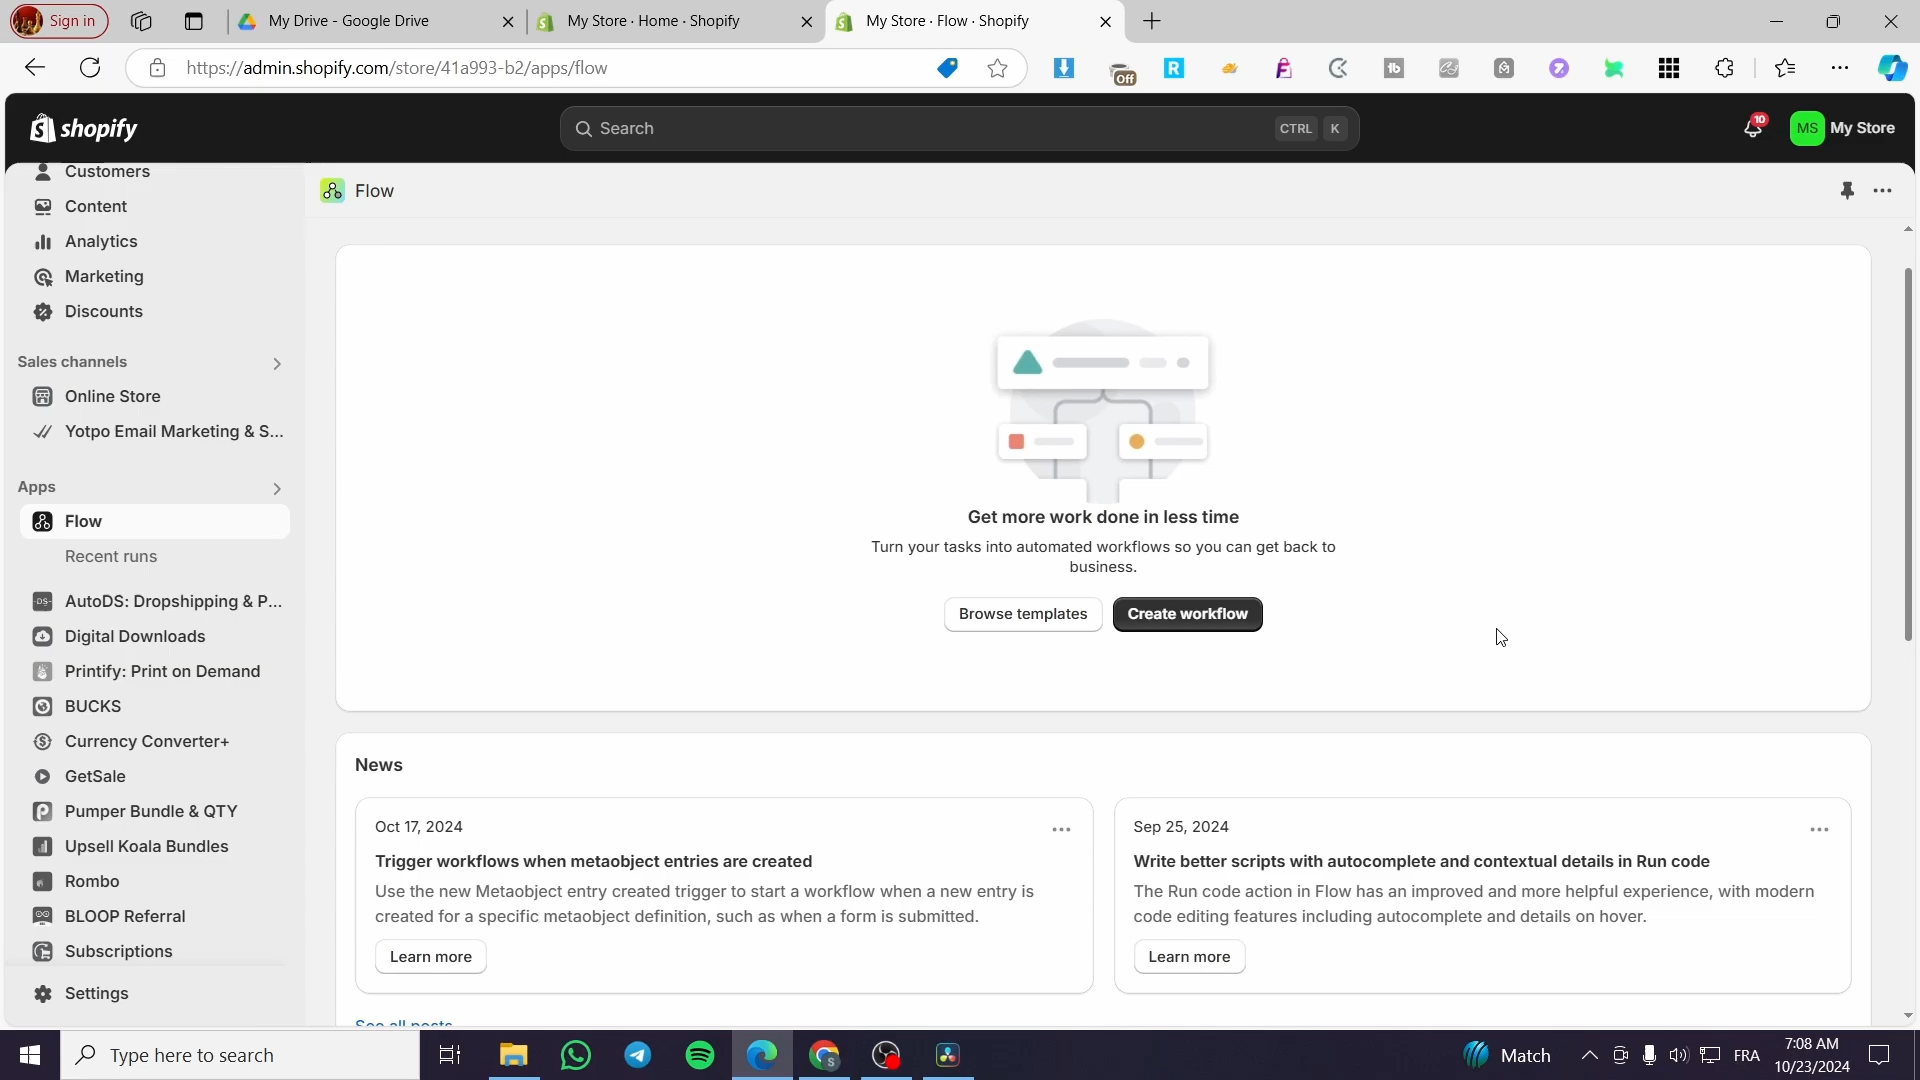 Sign in
My Drive - Google Drive
My Store · Home · Shopify
My Store · Flow · Shopify
https://admin.shopify.com/store/41a993-b2/apps/flow
Off
R
tb
shopify
Search
CTRL K
10
MS
My Store
Customers
Content
Analytics
Marketing
Discounts
Sales channels
Online Store
Yotpo Email Marketing & S...
Apps
Flow
Recent runs
AutoDS: Dropshipping & P...
Digital Downloads
Printify: Print on Demand
BUCKS
Currency Converter+
GetSale
Pumper Bundle & QTY
Upsell Koala Bundles
Rombo
BLOOP Referral
Subscriptions
Settings
Flow
Get more work done in less time
Turn your tasks into automated workflows so you can get back to
business.
Browse templates
Create workflow
News
Oct 17, 2024
Trigger workflows when metaobject entries are created
Use the new Metaobject entry created trigger to start a workflow when a new entry is
created for a specific metaobject definition, such as when a form is submitted.
Learn more
Sep 25, 2024
Write better scripts with autocomplete and contextual details in Run code
The Run code action in Flow has an improved and more helpful experience, with modern
code editing features including autocomplete and details on hover.
Learn more
See all posts
Type here to search
Match
FRA
7:08 AM
10/23/2024